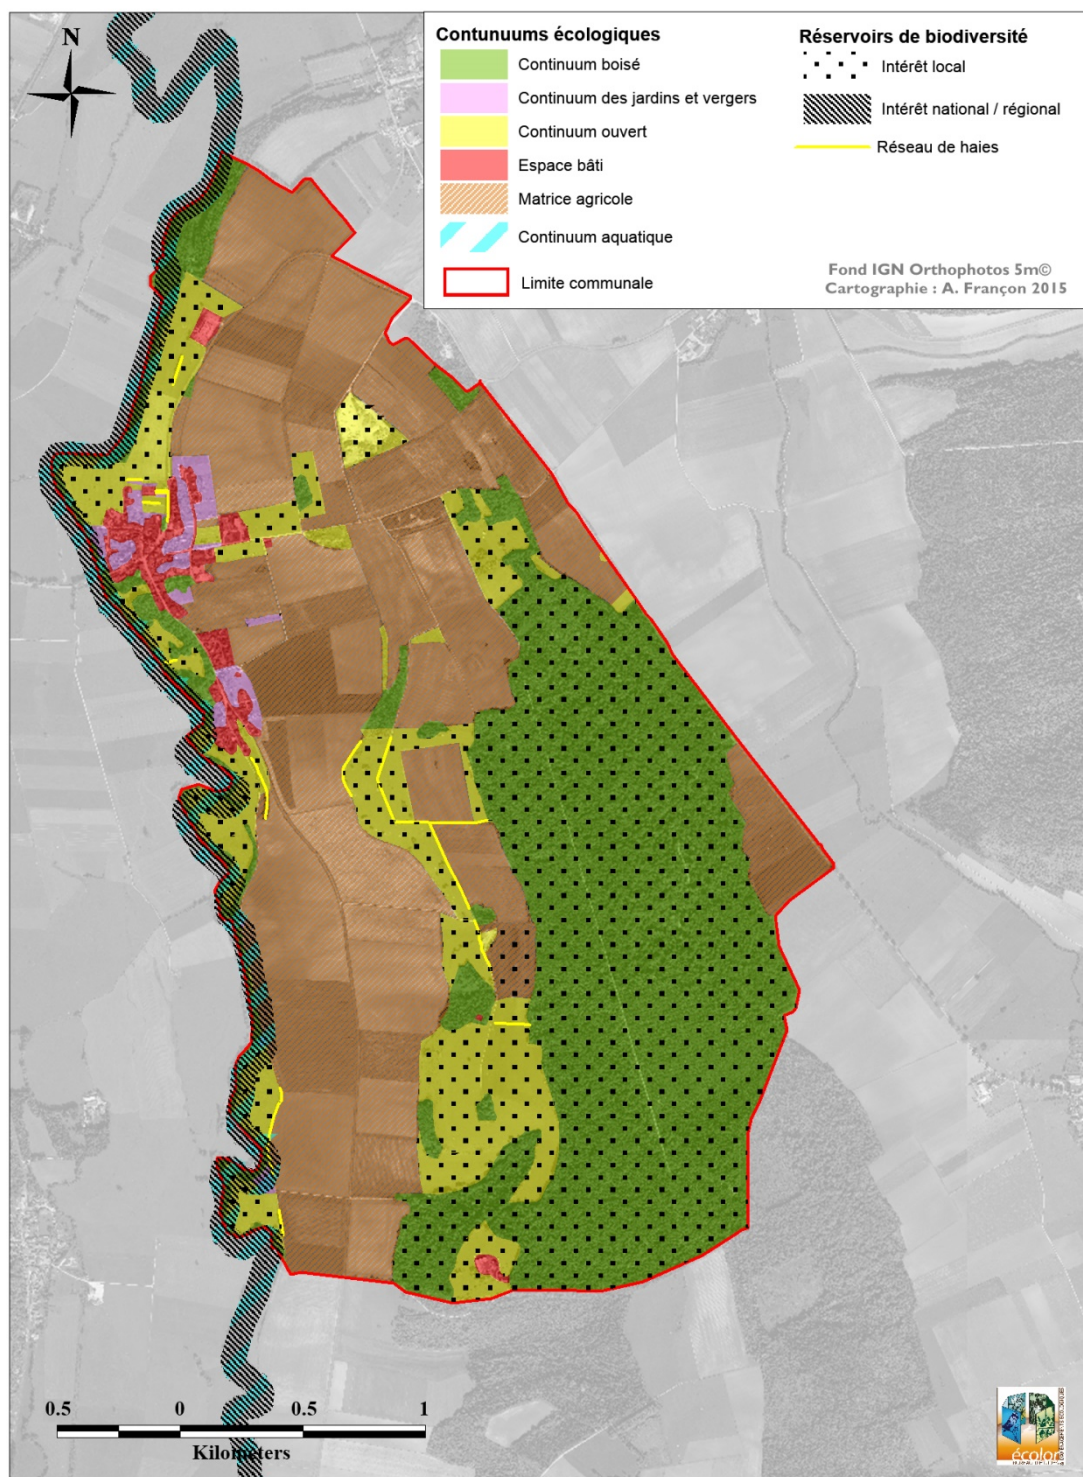 N
Contunuums écologiques
Continuum boisé
Continuum des jardins et vergers
Continuum ouvert
Espace bâti
Matrice agricole
Continuum aquatique
Limite communale
Réservoirs de biodiversité
Intérêt local
Intérêt national / régional
Réseau de haies
Fond IGN Orthophotos 5m©
Cartographie : A. Françon 2015
0.5 0 0.5 1
Kilometers
écolor